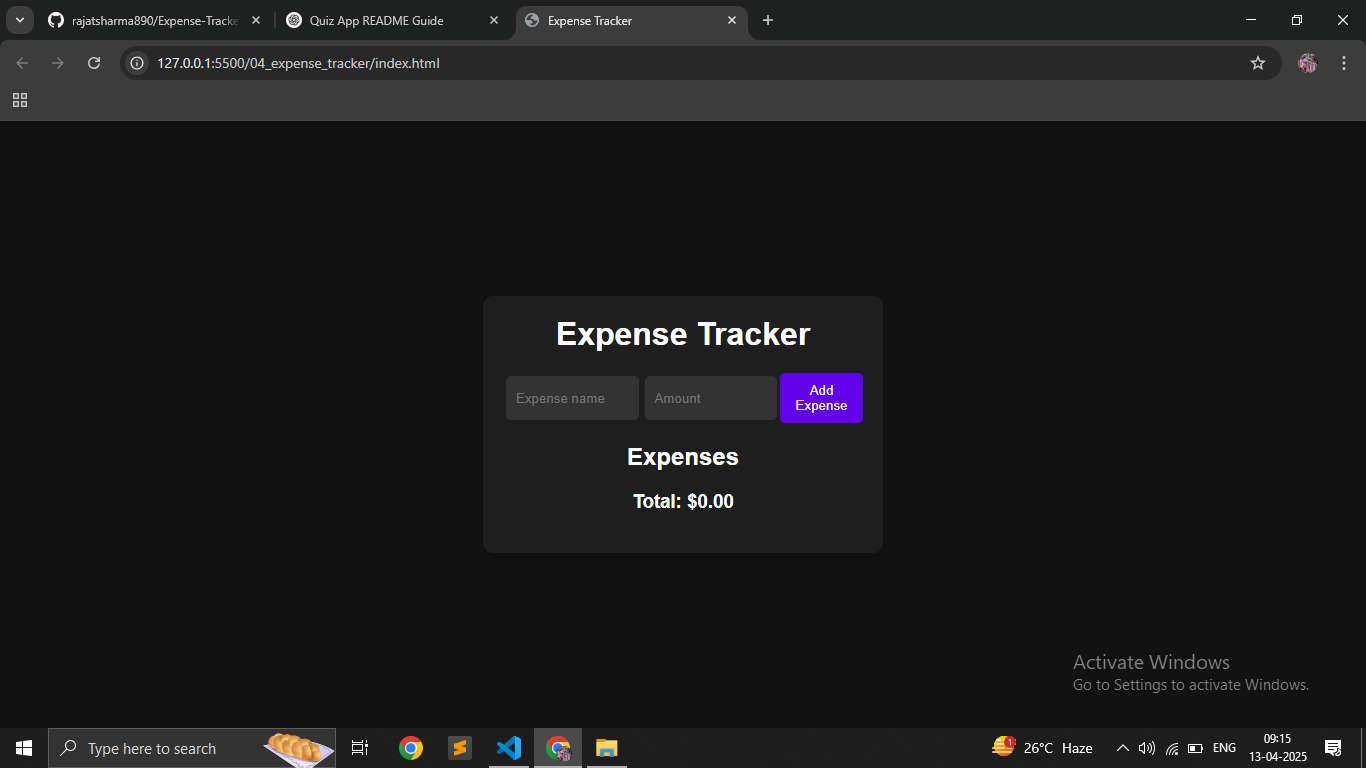 rajatsharma890/Expense-Tracke
Quiz App README Guide
Expense Tracker
127.0.0.1:5500/04_expense_tracker/index.html
Expense Tracker
Expense name
Amount
Add
Expense
Expenses
Total: $0.00
Activate Windows
Go to Settings to activate Windows.
Type here to search
1
26°C Haze
ENG
09:15
13-04-2025